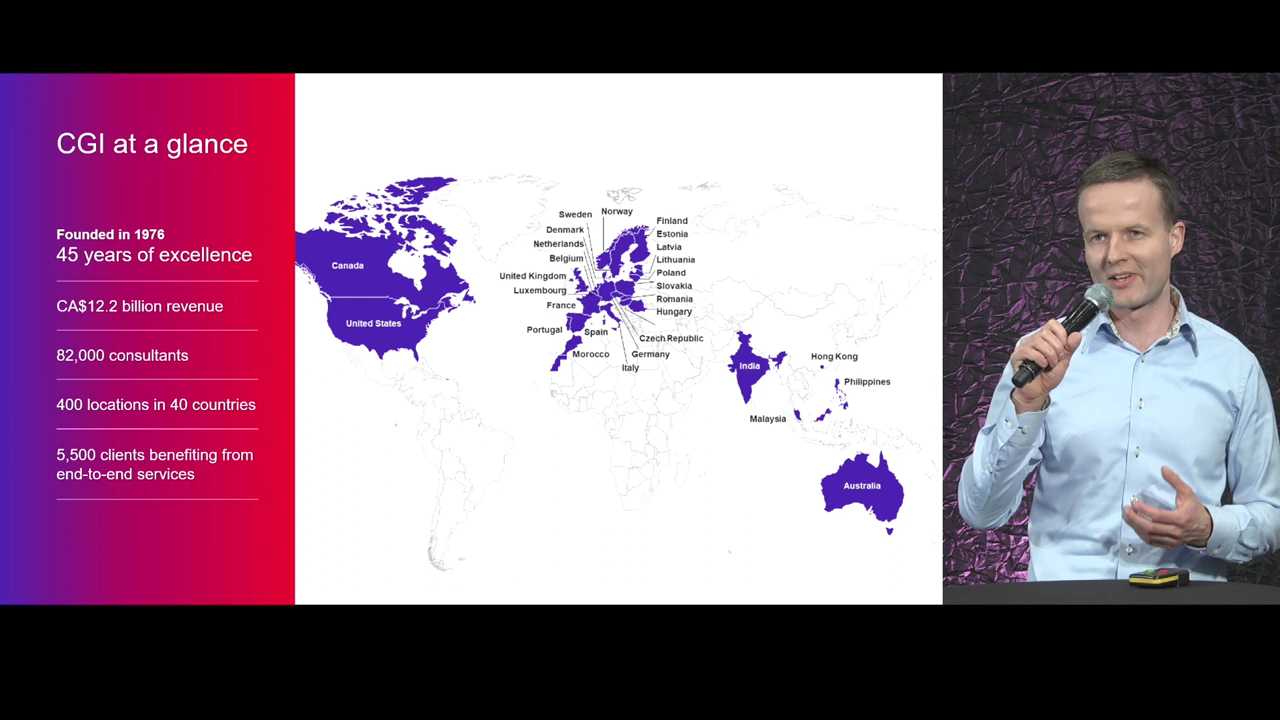 CGI at a glance
Founded in 1976
45 years of excellence
CA$12.2 billion revenue
82,000 consultants
400 locations in 40 countries
5,500 clients benefiting from
end-to-end services
Canada
United States
Sweden
Norway
Denmark
Netherlands
Belgium
United Kingdom
Luxembourg
France
Portugal
Spain
Morocco
Finland
Estonia
Latvia
Lithuania
Poland
Slovakia
Romania
Hungary
Czech Republic
Germany
Italy
India
Hong Kong
Philippines
Malaysia
Australia